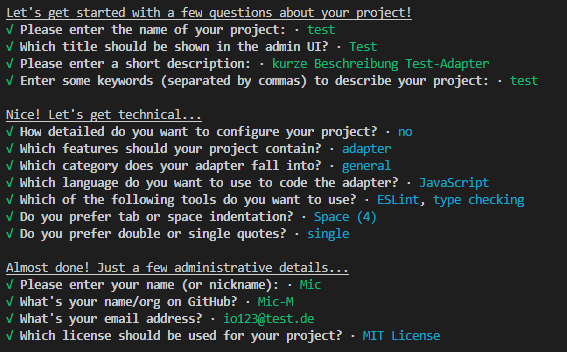 Let's get started with a few questions about your project!
√ Please enter the name of your project: · test
√ Which title should be shown in the admin UI? · Test
√ Please enter a short description: · kurze Beschreibung Test-Adapter
√ Enter some keywords (separated by commas) to describe your project: · test
Nice! Let's get technical...
√ How detailed do you want to configure your project? · no
√ Which features should your project contain? · adapter
√ Which category does your adapter fall into? · general
√ Which language do you want to use to code the adapter? · JavaScript
√ Which of the following tools do you want to use? · ESLint, type checking
√ Do you prefer tab or space indentation? · Space (4)
√ Do you prefer double or single quotes? · single
Almost done! Just a few administrative details...
√ Please enter your name (or nickname): · Mic
√ What's your name/org on GitHub? · Mic-M
√ What's your email address? · io123@test.de
√ Which license should be used for your project? · MIT License